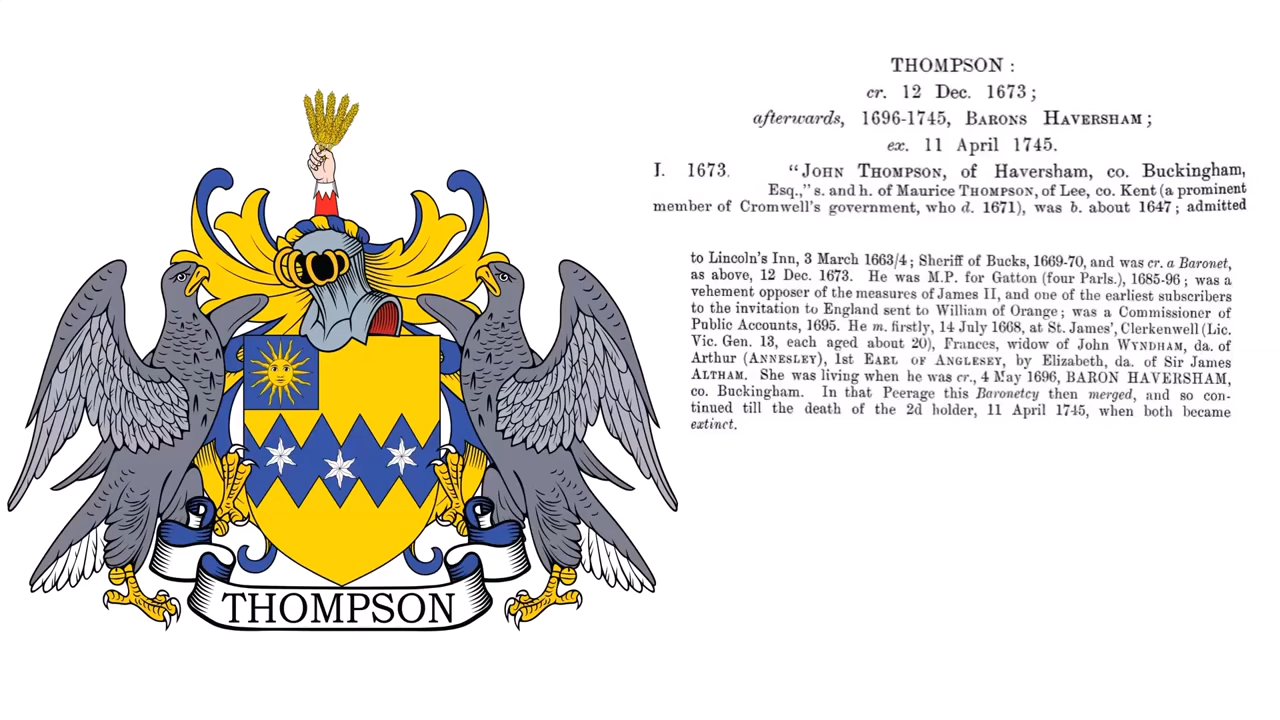 THOMPSON :
cr. 12 Dec. 1673 ;
afterwards, 1696-1745, BARONS HAVERSHAM ;
ex. 11 April 1745.
I. 1673. "JOHN THOMPSON, of Haversham, co. Buckingham,
Esq.," s. and h. of Maurice THOMPSON, of Lee, co. Kent (a prominent
member of Cromwell's government, who d. 1671), was b. about 1647 ; admitted
to Lincoln's Inn, 3 March 1663/4 ; Sheriff of Bucks, 1669-70, and was cr. a Baronet,
as above, 12 Dec. 1673. He was M.P. for Gatton (four Parls.), 1685-96 ; was a
vehement opposer of the measures of James II, and one of the earliest subscribers
to the invitation to England sent to William of Orange ; was a Commissioner of
Public Accounts, 1695. He m. firstly, 14 July 1668, at St. James', Clerkenwell (Lic.
Vic. Gen. 13, each aged about 20), Frances, widow of John WYNDHAM, da. of
Arthur (ANNESLEY), 1st EARL OF ANGLESEY, by Elizabeth, da. of Sir James
ALTHAM. She was living when he was cr., 4 May 1696, BARON HAVERSHAM,
co. Buckingham. In that Peerage this Baronetcy then merged, and so con-
tinued till the death of the 2d holder, 11 April 1745, when both became
extinct.
THOMPSON